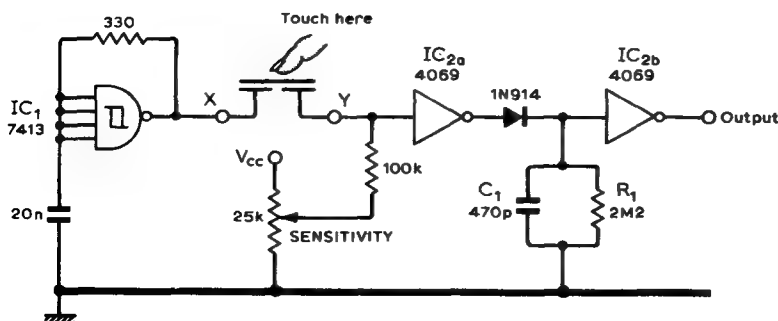 330
Touch here
IC1
7413
X
Y
IC2a
4069
1N914
IC2b
4069
Output
20n
Vcc
25k
SENSITIVITY
100k
C1
470p
R1
2M2